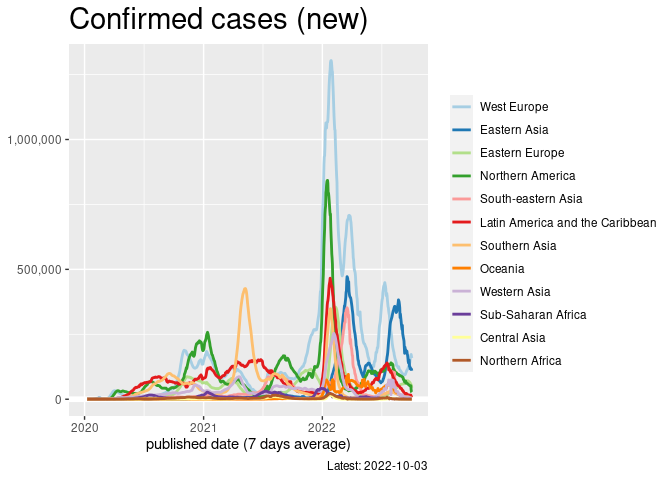 Confirmed cases (new)
1,000,000
500,000
0
2020
2021
2022
published date (7 days average)
Latest: 2022-10-03
West Europe
Eastern Asia
Eastern Europe
Northern America
South-eastern Asia
Latin America and the Caribbean
Southern Asia
Oceania
Western Asia
Sub-Saharan Africa
Central Asia
Northern Africa